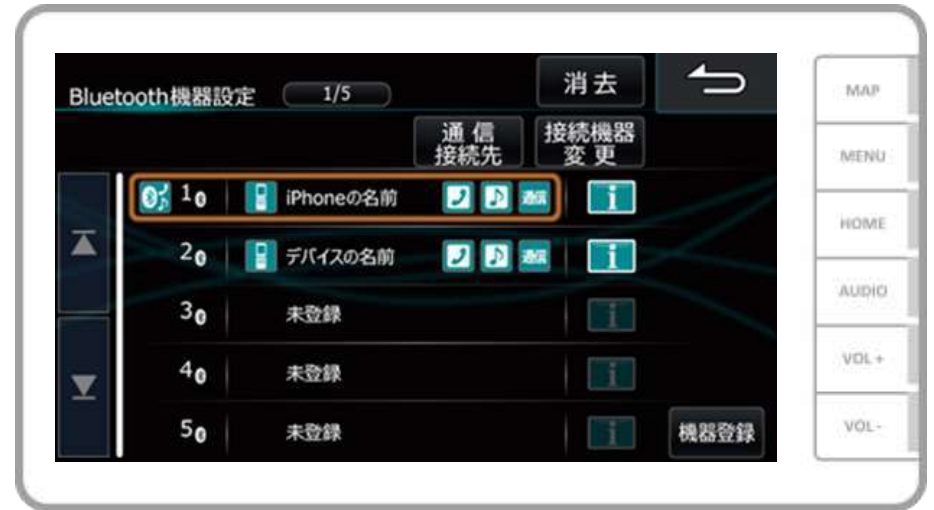 Bluetooth機器設定 1/5 消去
通信接続先 接続機器変更
1 iPhoneの名前 通信 i
2 デバイスの名前 通信 i
3 未登録 i
4 未登録 i
5 未登録 i
機器登録
MAP
MENU
HOME
AUDIO
VOL+
VOL-